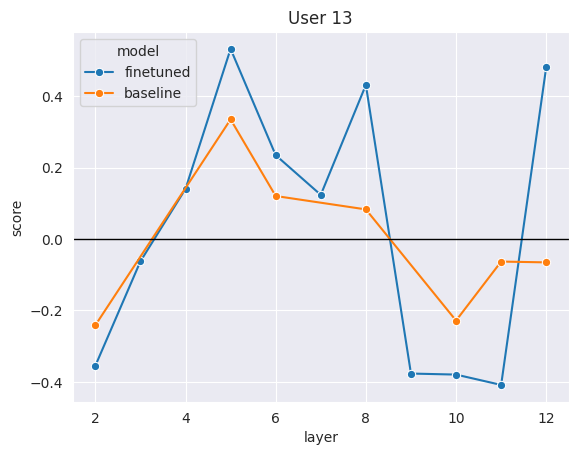 User 13
model
finetuned
baseline
score
0.4
0.2
0.0
−0.2
−0.4
2 4 6 8 10 12
layer